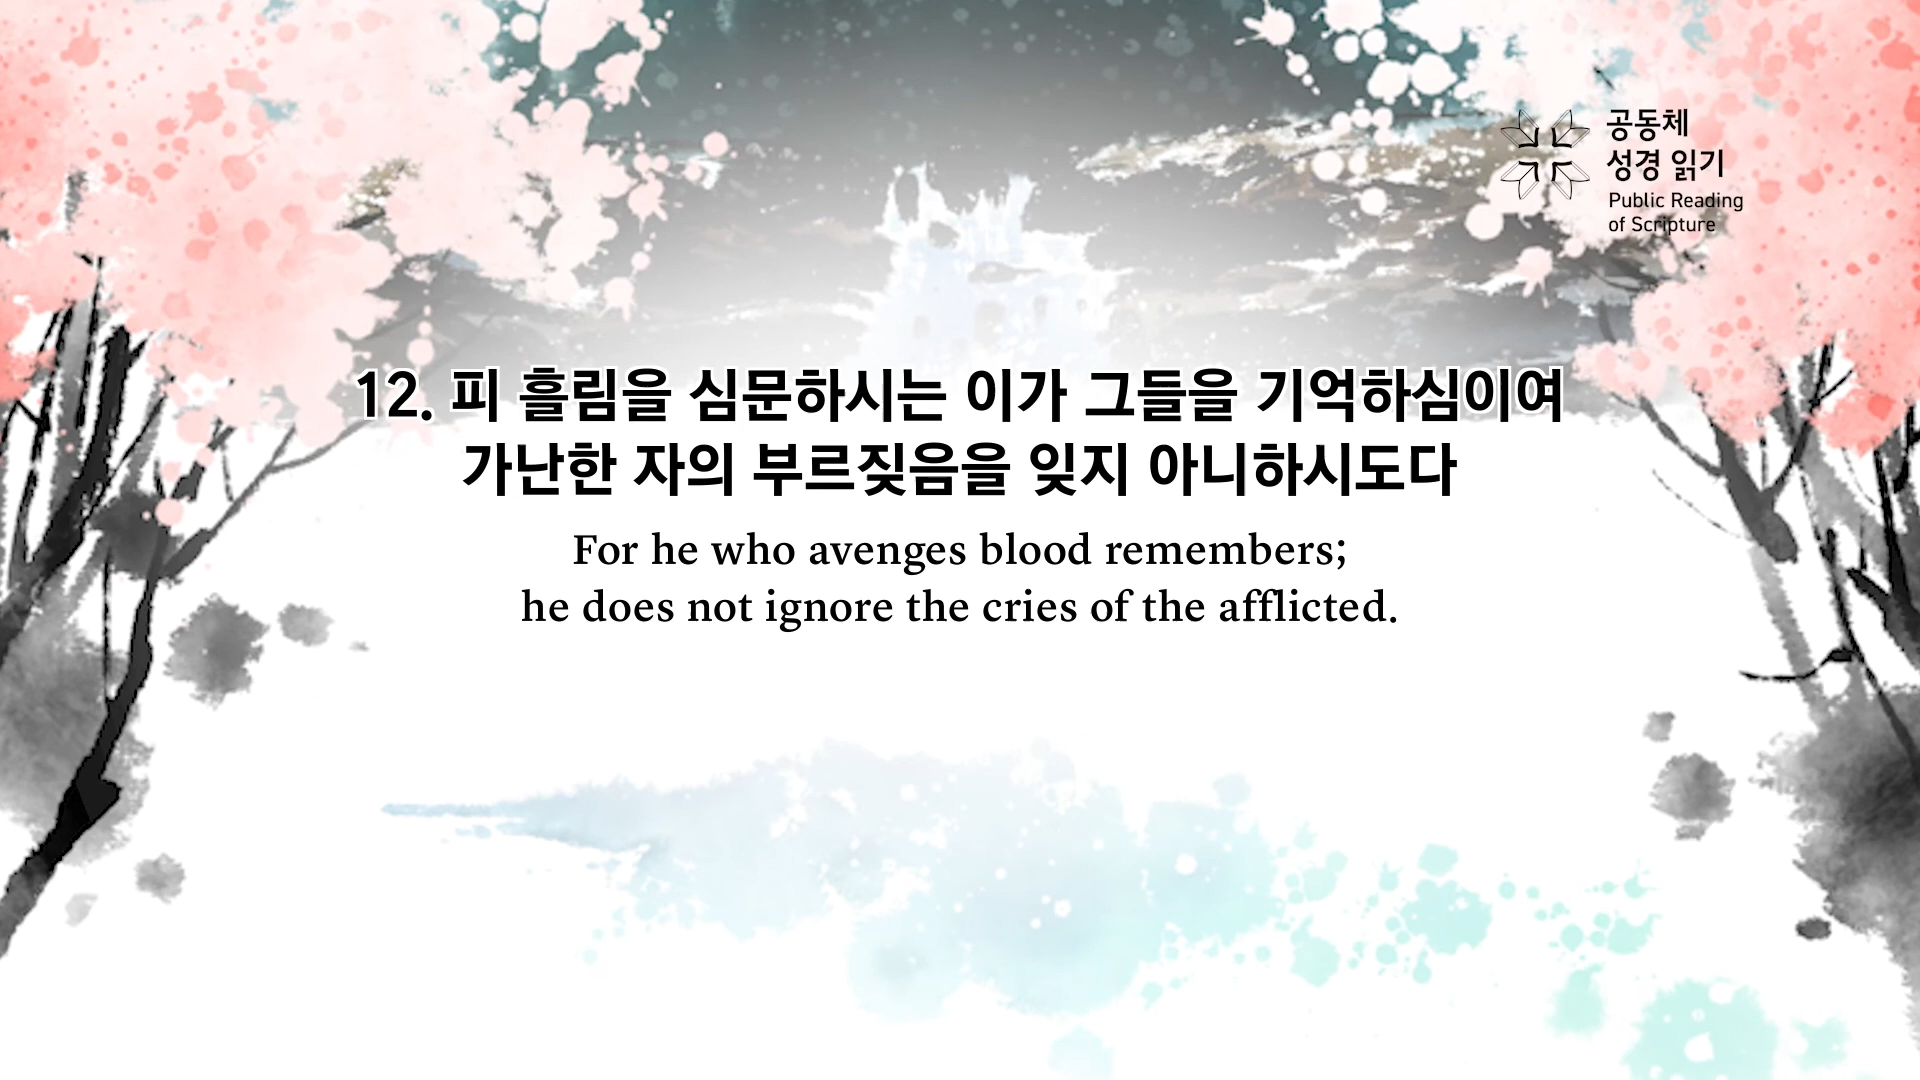 공동체
성경 읽기
Public Reading
of Scripture
12. 피 흘림을 심문하시는 이가 그들을 기억하심이여
가난한 자의 부르짖음을 잊지 아니하시도다
For he who avenges blood remembers;
he does not ignore the cries of the afflicted.